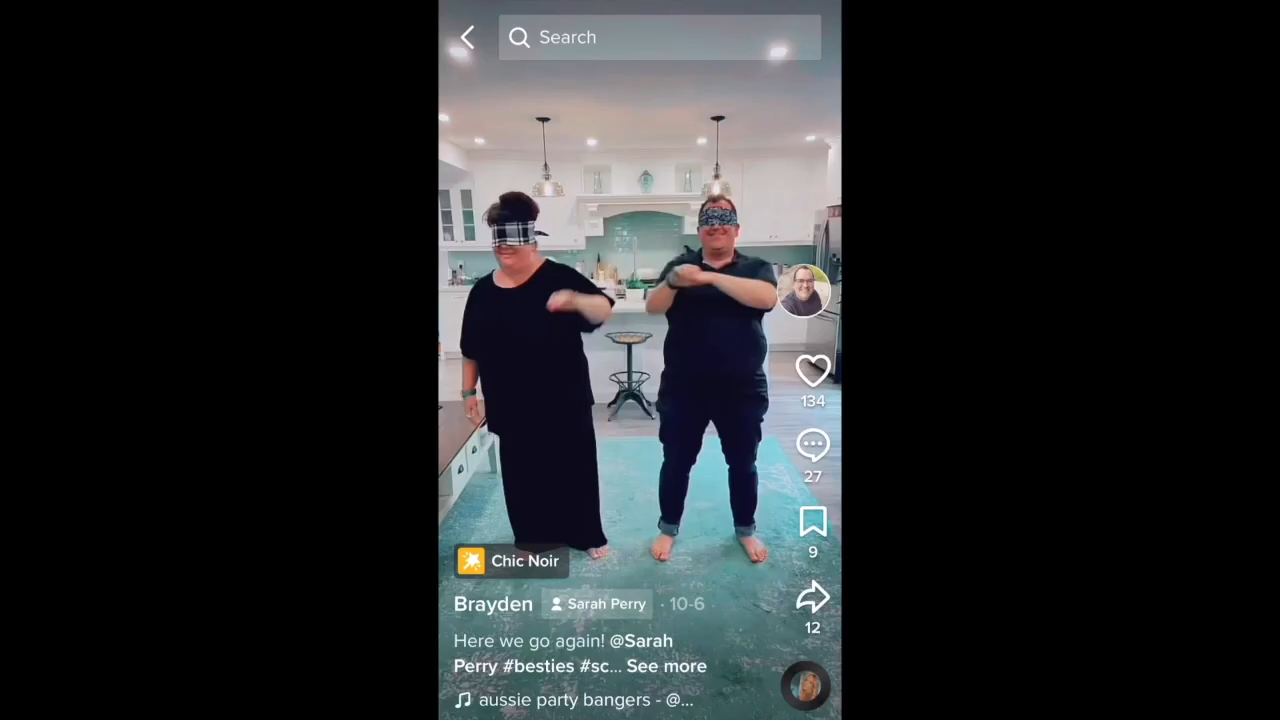 Search
134
27
9
12
Chic Noir
Brayden Sarah Perry · 10-6
Here we go again! @Sarah
Perry #besties #sc... See more
aussie party bangers - @...